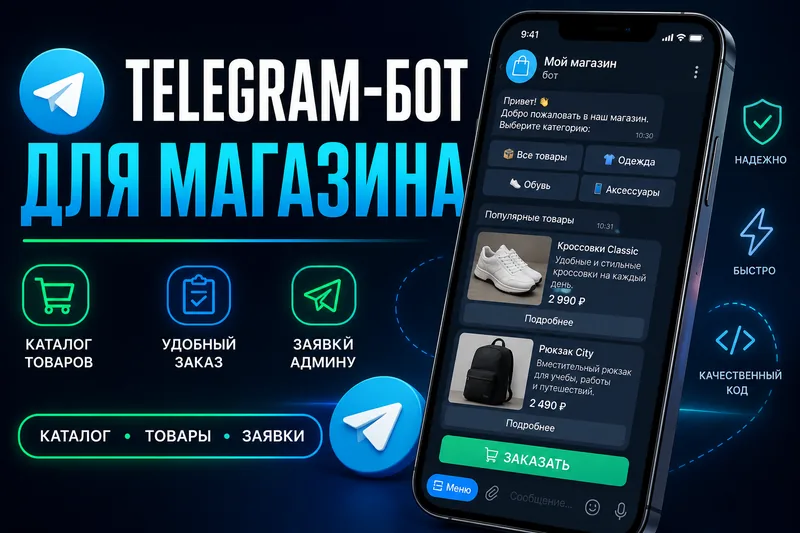 TELEGRAM-БОТ
ДЛЯ МАГАЗИНА
КАТАЛОГ
ТОВАРОВ
УДОБНЫЙ
ЗАКАЗ
ЗАЯВКЙ
АДМИНУ
КАТАЛОГ • ТОВАРЫ • ЗАЯВКИ
9:41
Мой магазин
бот
Привет! 👋
Добро пожаловать в наш магазин.
Выберите категорию:
10:30
Все товары
Одежда
Обувь
Аксессуары
Популярные товары
10:31
Кроссовки Classic
Удобные и стильные
кроссовки на каждый
день.
2 990 ₽
Подробнее
Рюкзак City
Вместительный рюкзак
для учебы, работы
и путешествий.
2 490 ₽
Подробнее
ЗАКАЗАТЬ
Меню
Сообщение...
НАДЕЖНО
БЫСТРО
КАЧЕСТВЕННЫЙ
КОД